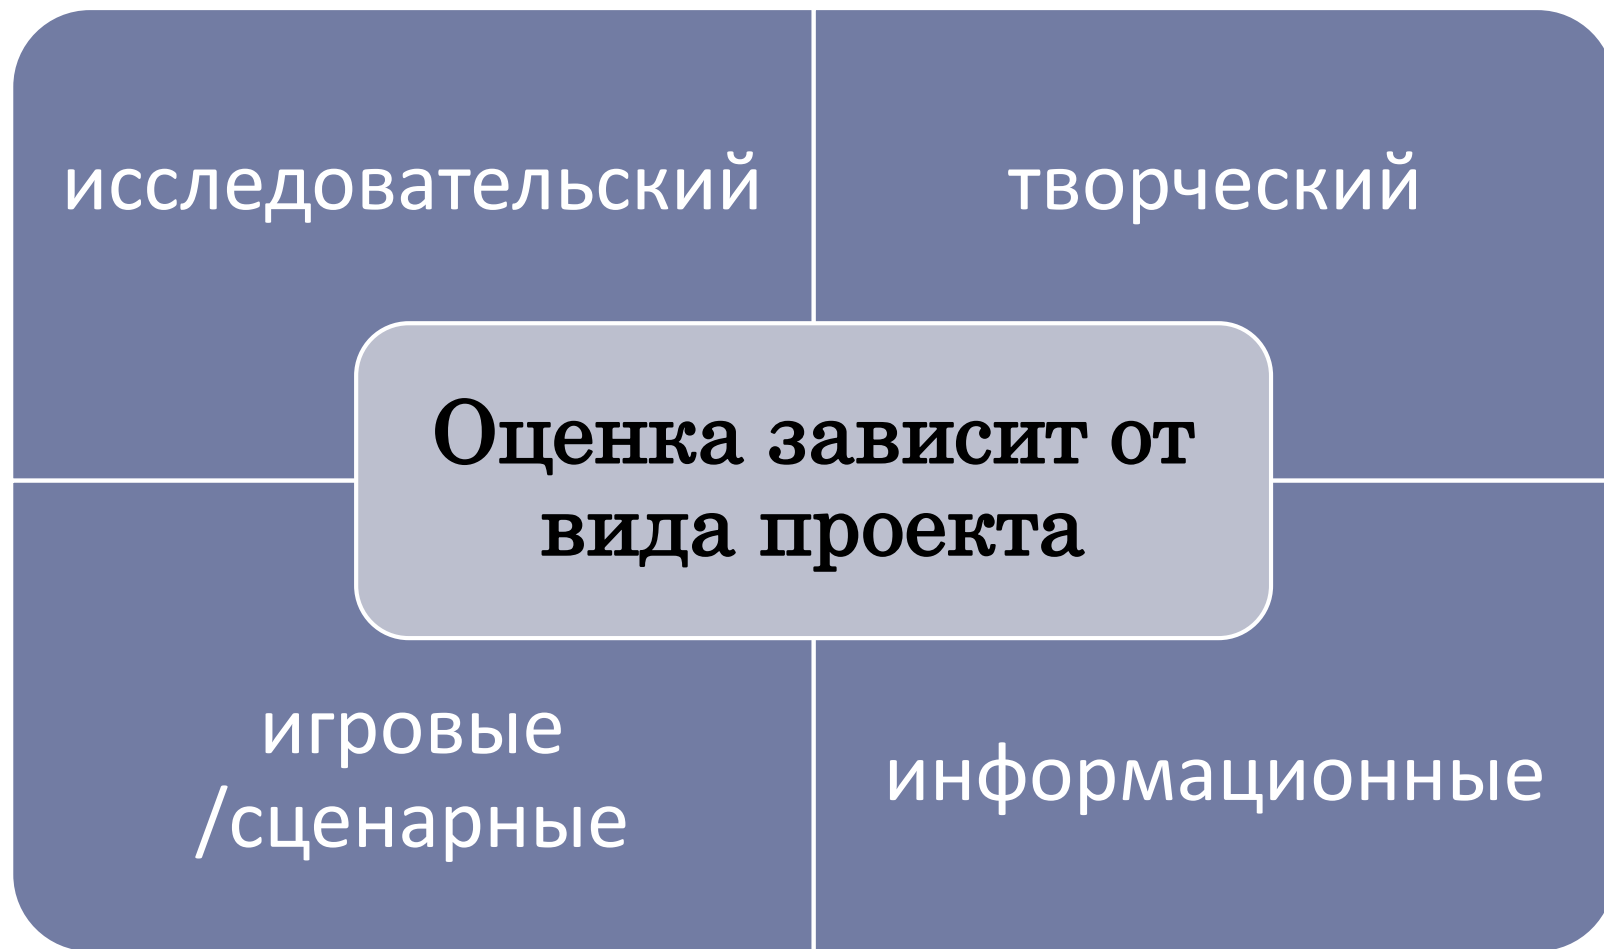 исследовательский
творческий
Оценка зависит от
вида проекта
игровые
/сценарные
информационные